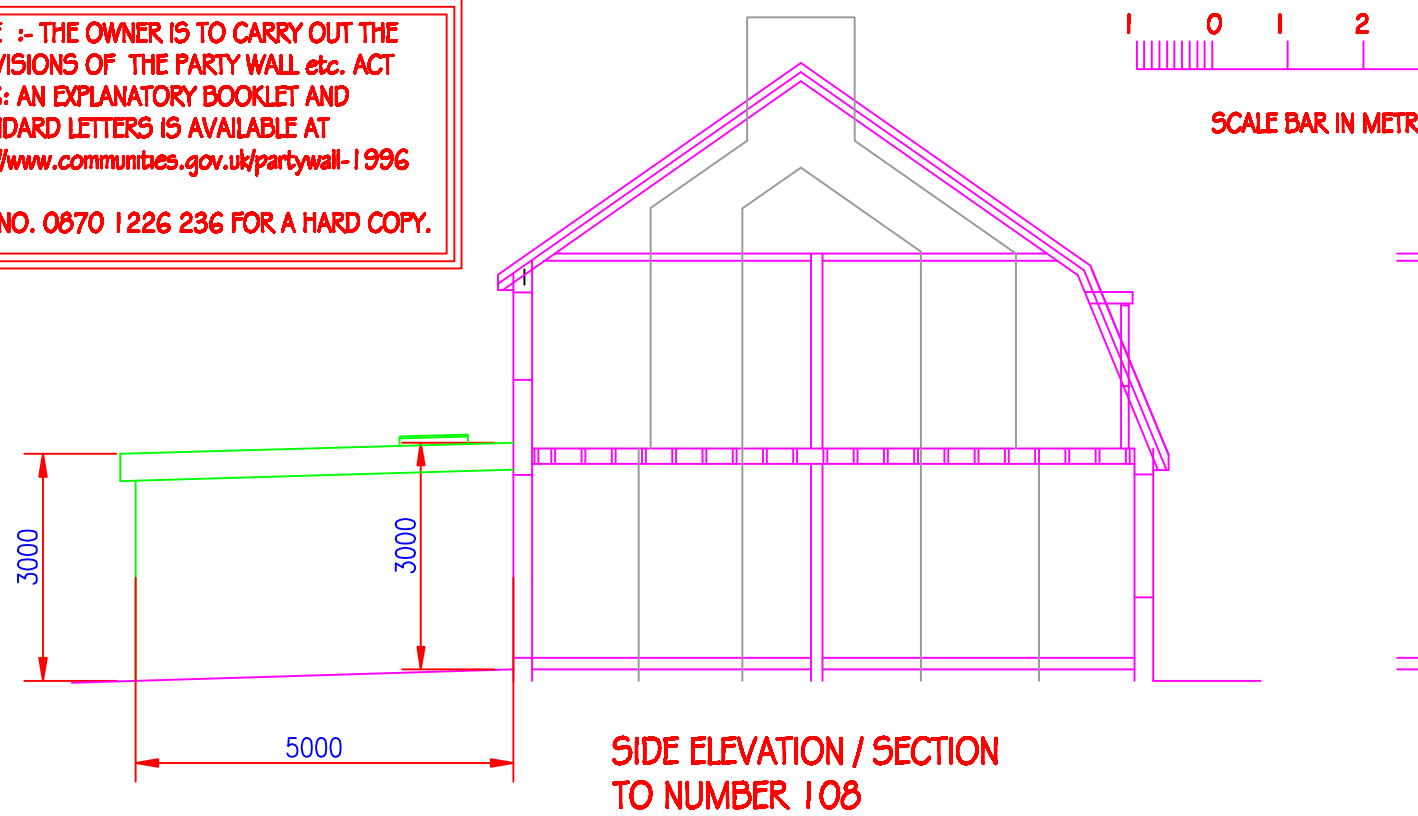 :- THE OWNER IS TO CARRY OUT THE
OF THE PARTY WALL etc. ACT
: AN EXPLANATORY BOOKLET AND
LETTERS IS AVAILABLE AT
/www.communities.gov.uk/partywall-1996
NO. 0870 1226 236 FOR A HARD COPY.
1 0 1 2
SCALE BAR IN METR
3000
3000
5000
SIDE ELEVATION / SECTION
TO NUMBER 108